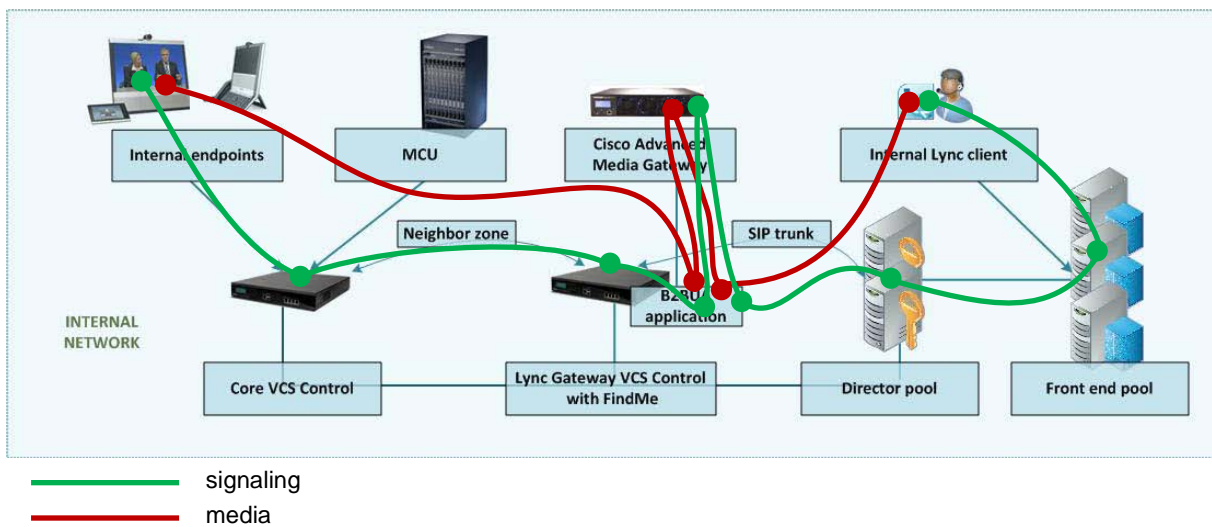 Internal endpoints
MCU
Cisco Advanced
Media Gateway
Internal Lync client
Neighbor zone
SIP trunk
B2BUA
application
INTERNAL
NETWORK
Core VCS Control
Lync Gateway VCS Control
with FindMe
Director pool
Front end pool
signaling
media